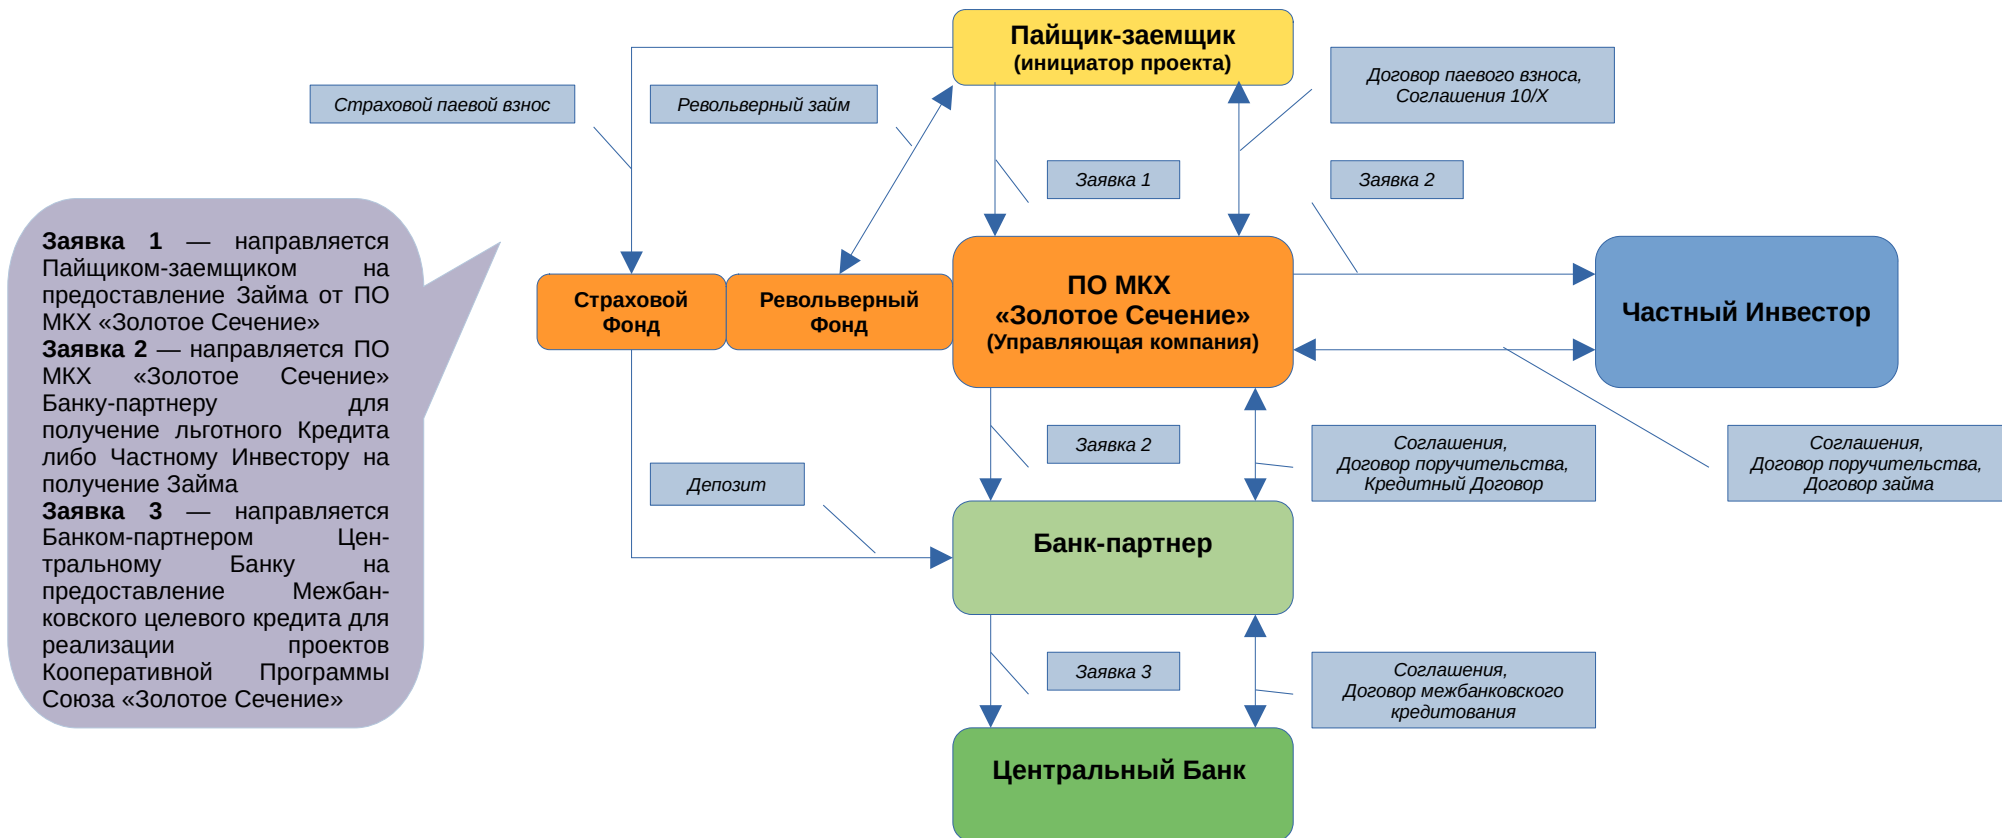 Пайщик-заемщик
(инициатор проекта)
Страховой паевой взнос
Револьверный займ
Договор паевого взноса,
Соглашения 10/X
Заявка 1
Заявка 2
Заявка 1 — направляется
Пайщиком-заемщиком на
предоставление Займа от ПО
МКХ «Золотое Сечение»
Заявка 2 — направляется ПО
МКХ «Золотое Сечение»
Банку-партнеру для
получение льготного Кредита
либо Частному Инвестору на
получение Займа
Заявка 3 — направляется
Банком-партнером Цен-
тральному Банку на
предоставление Межбан-
ковского целевого кредита для
реализации проектов
Кооперативной Программы
Союза «Золотое Сечение»
Страховой
Фонд
Револьверный
Фонд
ПО МКХ
«Золотое Сечение»
(Управляющая компания)
Частный Инвестор
Заявка 2
Соглашения,
Договор поручительства,
Кредитный Договор
Соглашения,
Договор поручительства,
Договор займа
Депозит
Банк-партнер
Заявка 3
Соглашения,
Договор межбанковского
кредитования
Центральный Банк